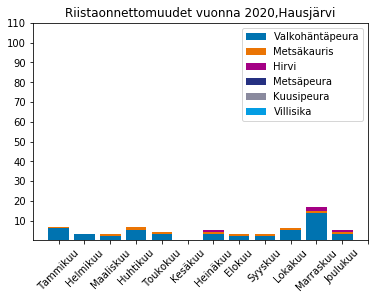 Riistaonnettomuudet vuonna 2020,Hausjärvi
110
100
90
80
70
60
50
40
30
20
10
Valkohäntäpeura
Metsäkauris
Hirvi
Metsäpeura
Kuusipeura
Villisika
Tammikuu
Helmikuu
Maaliskuu
Huhtikuu
Toukokuu
Kesäkuu
Heinäkuu
Elokuu
Syyskuu
Lokakuu
Marraskuu
Joulukuu